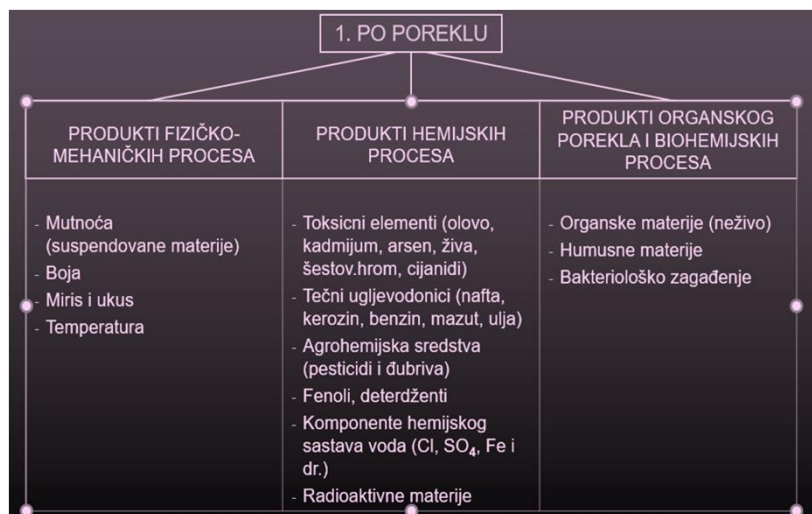 1. PO POREKLU
PRODUKTI FIZIČKO-
MEHANIČKIH PROCESA
- Mutnoća
(suspendovane materije)
- Boja
- Miris i ukus
- Temperatura
PRODUKTI HEMIJSKIH
PROCESA
- Toksicni elementi (olovo,
kadmijum, arsen, živa,
šestov.hrom, cijanidi)
- Tečni ugljevodonici (nafta,
kerozin, benzin, mazut, ulja)
- Agrohemijska sredstva
(pesticidi i đubriva)
- Fenoli, deterdženti
- Komponente hemijskog
sastava voda (Cl, SO₄, Fe i
dr.)
- Radioaktivne materije
PRODUKTI ORGANSKOG
POREKLA I BIOHEMIJSKIH
PROCESA
- Organske materije (neživo)
- Humusne materije
- Bakteriološko zagađenje